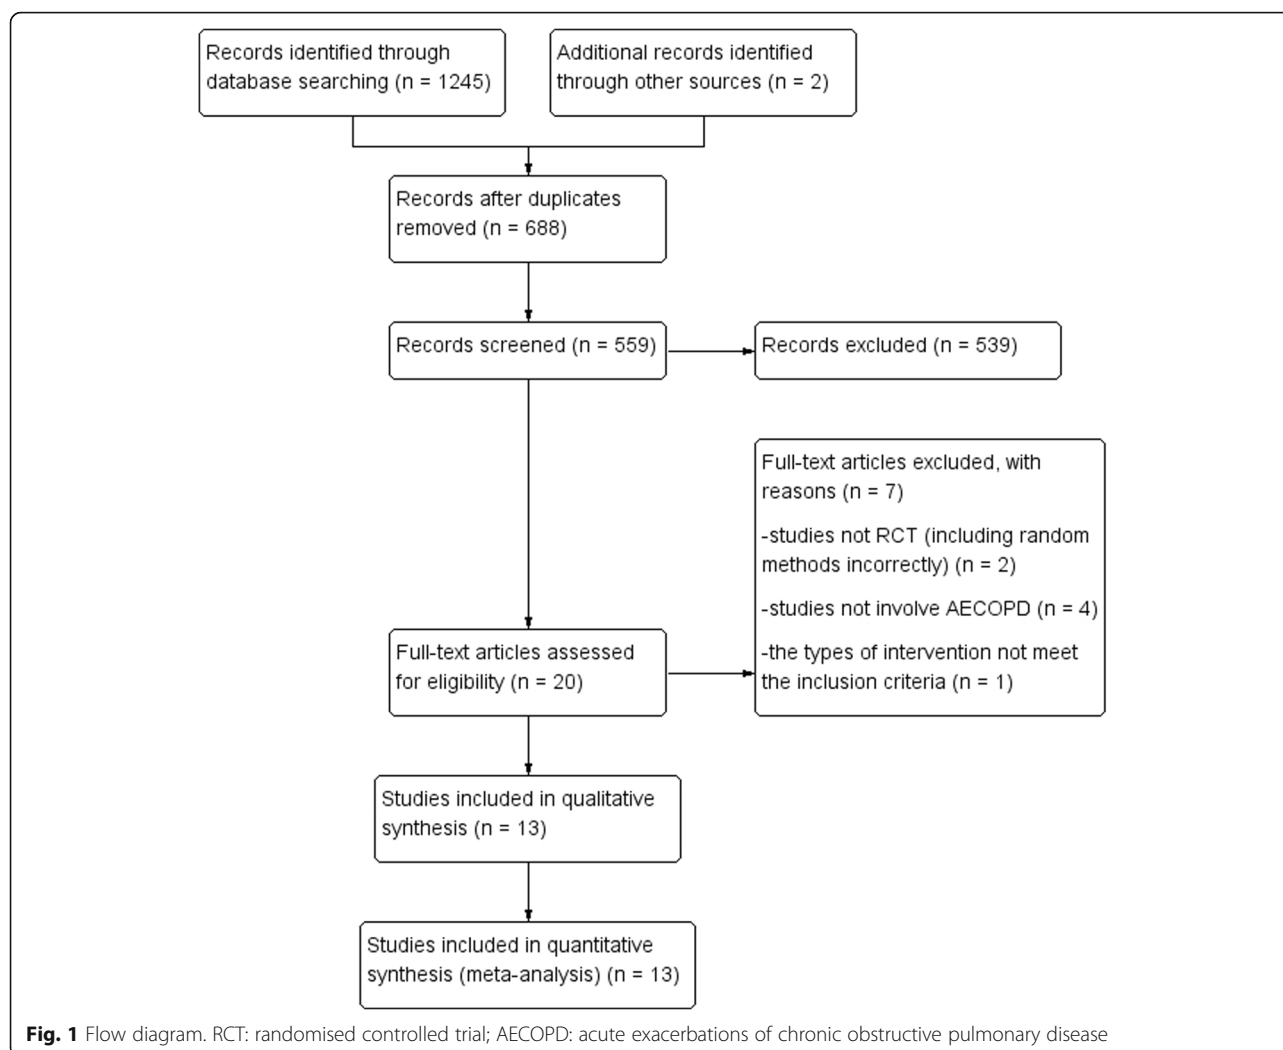 Records identified through
database searching (n = 1245)
Additional records identified
through other sources (n = 2)
Records after duplicates
removed (n = 688)
Records screened (n = 559)
Records excluded (n = 539)
Full-text articles excluded, with
reasons (n = 7)
-studies not RCT (including random
methods incorrectly) (n = 2)
-studies not involve AECOPD (n = 4)
-the types of intervention not meet
the inclusion criteria (n = 1)
Full-text articles assessed
for eligibility (n = 20)
Studies included in qualitative
synthesis (n = 13)
Studies included in quantitative
synthesis (meta-analysis) (n = 13)
Fig. 1 Flow diagram. RCT: randomised controlled trial; AECOPD: acute exacerbations of chronic obstructive pulmonary disease